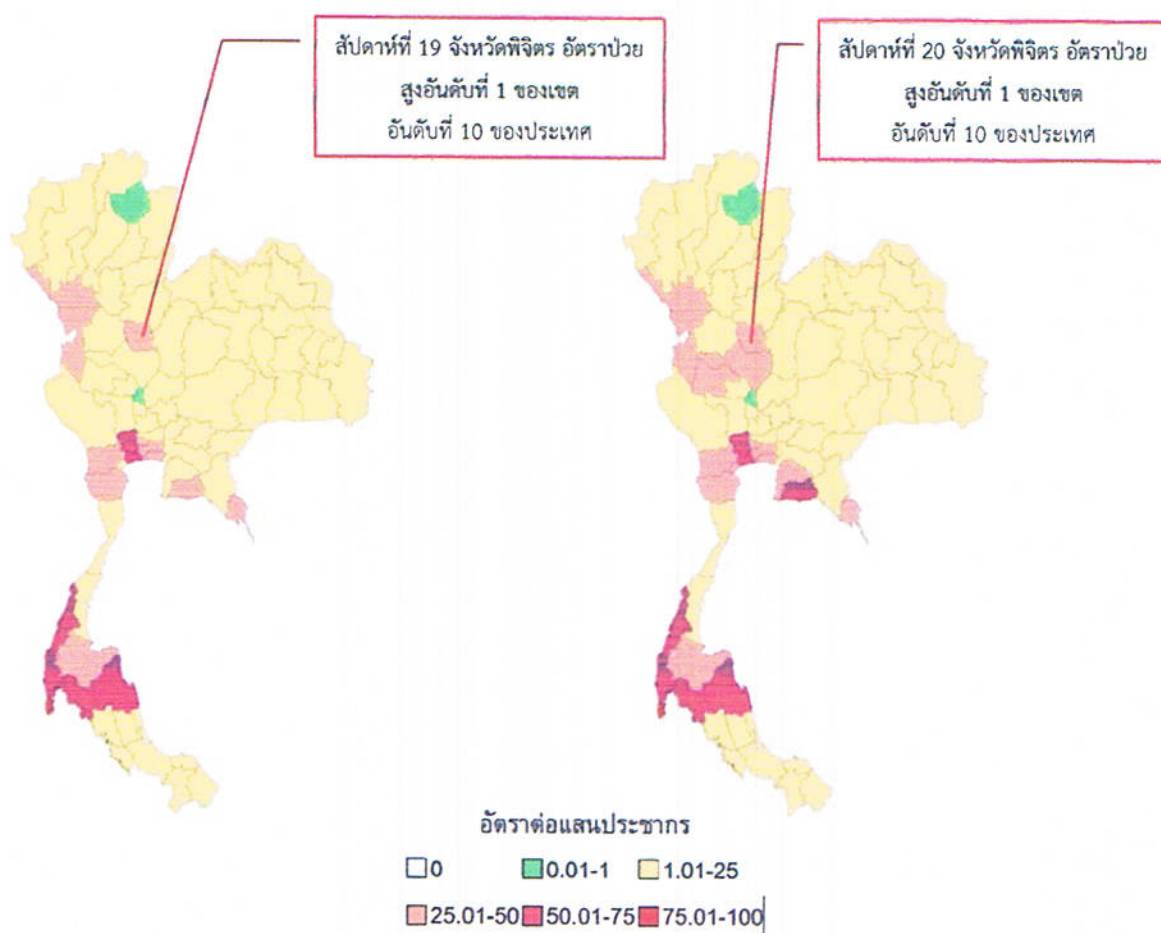 สัปดาห์ที่ 19 จังหวัดพิจิตร อัตราป่วย
สูงอันดับที่ 1 ของเขต
อันดับที่ 10 ของประเทศ
สัปดาห์ที่ 20 จังหวัดพิจิตร อัตราป่วย
สูงอันดับที่ 1 ของเขต
อันดับที่ 10 ของประเทศ
อัตราต่อแสนประชากร
0 0.01-1 1.01-25
25.01-50 50.01-75 75.01-100